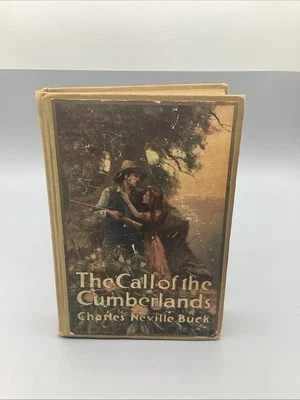 The Call of the
Cumberlands
Charles Neville Buck